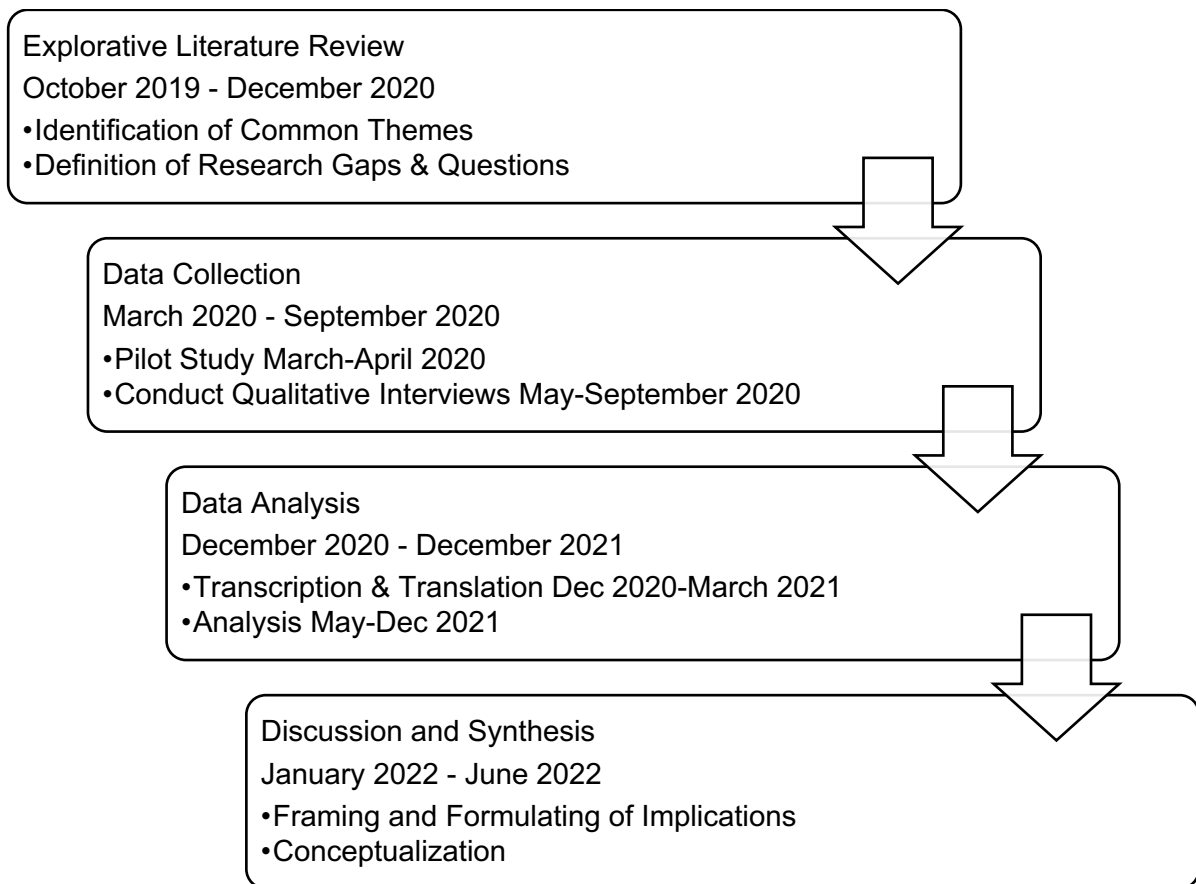 Explorative Literature Review
October 2019 - December 2020
•Identification of Common Themes
•Definition of Research Gaps & Questions
Data Collection
March 2020 - September 2020
•Pilot Study March-April 2020
•Conduct Qualitative Interviews May-September 2020
Data Analysis
December 2020 - December 2021
•Transcription & Translation Dec 2020-March 2021
•Analysis May-Dec 2021
Discussion and Synthesis
January 2022 - June 2022
•Framing and Formulating of Implications
•Conceptualization